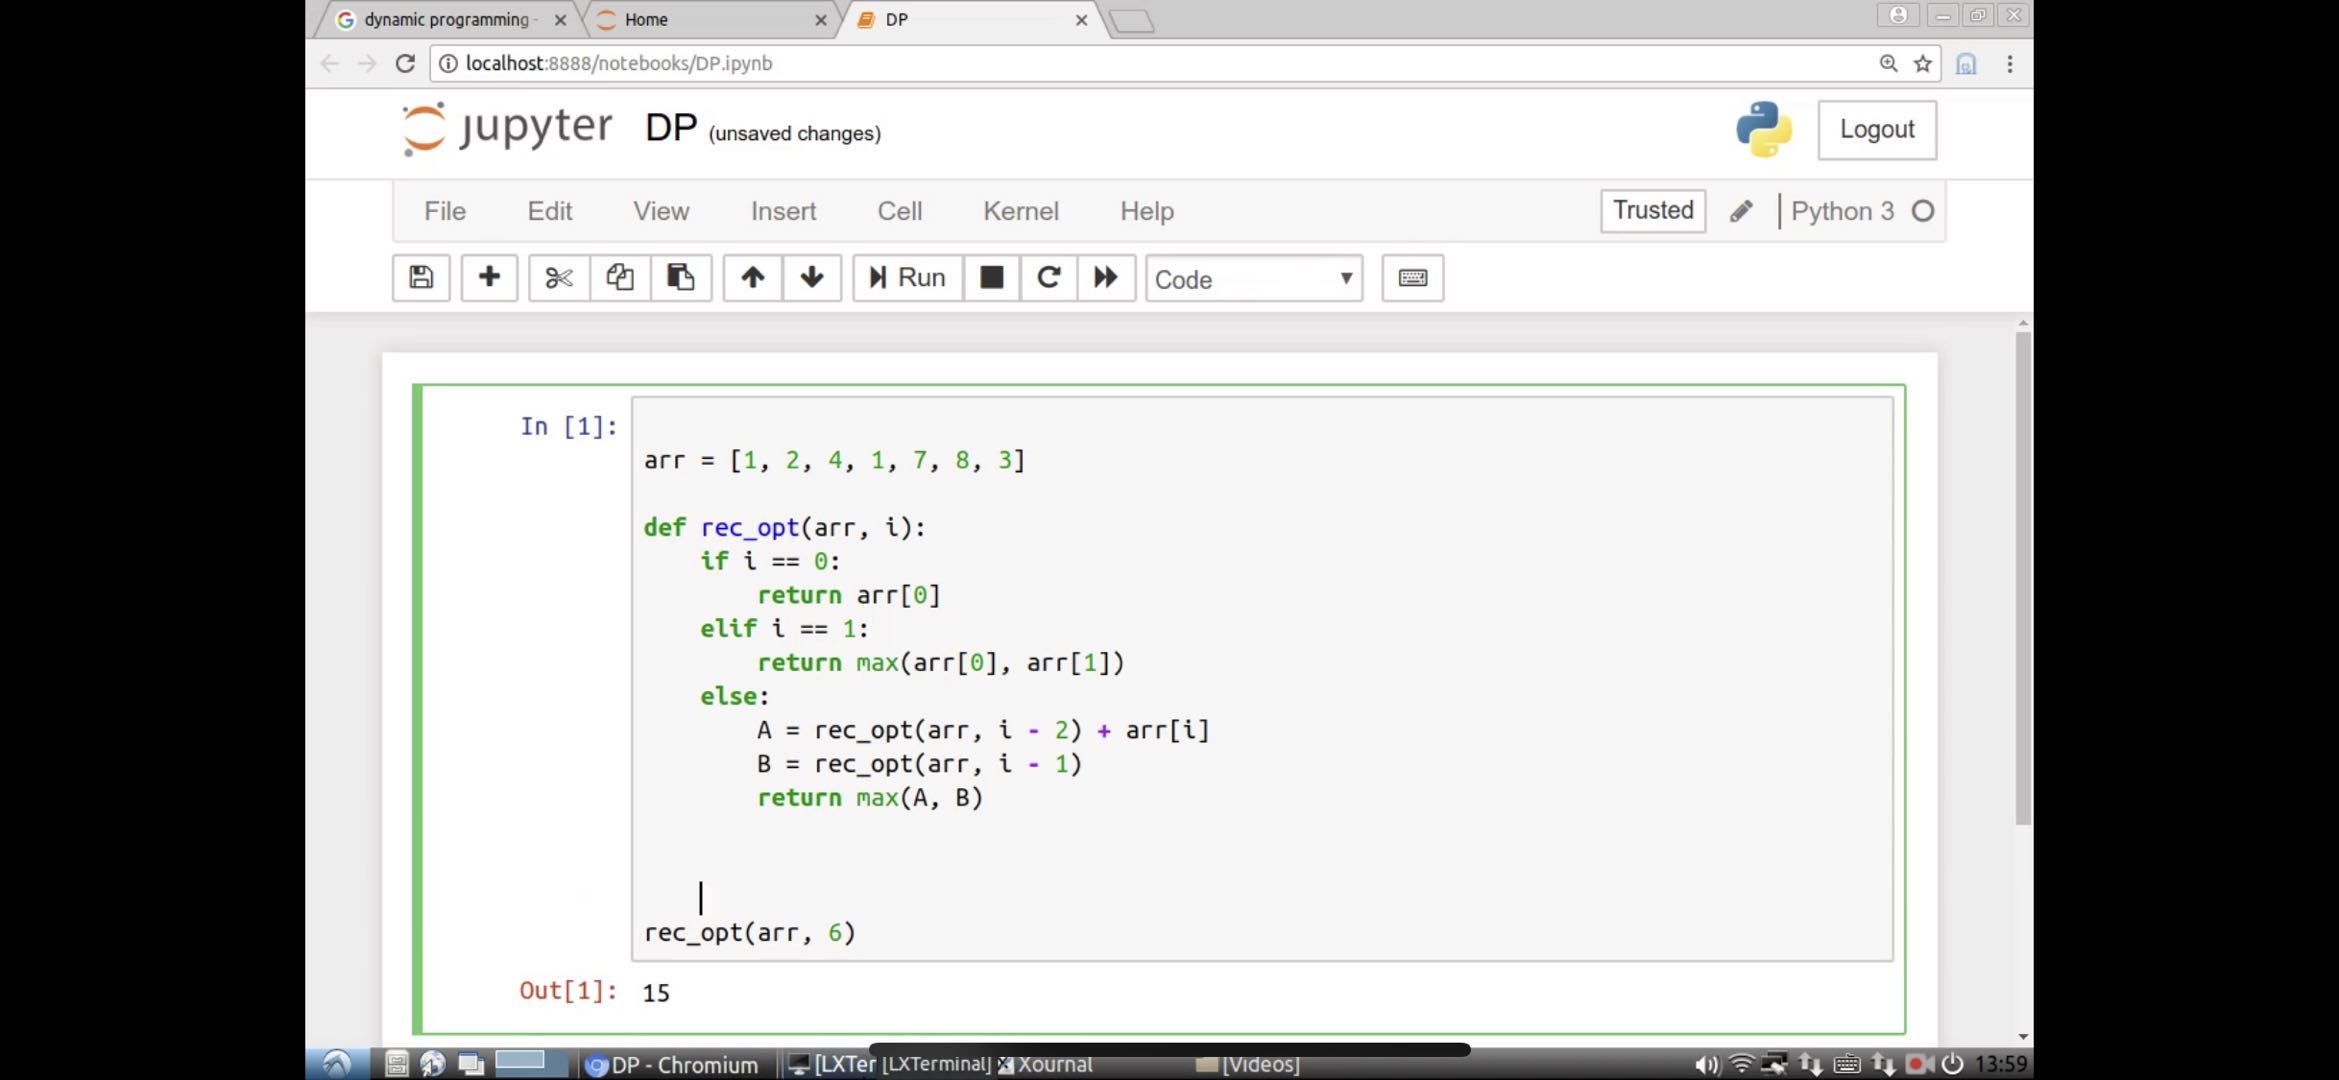 dynamic programming -
Home
DP
localhost:8888/notebooks/DP.ipynb
jupyter DP (unsaved changes)
Logout
File Edit View Insert Cell Kernel Help
Trusted
Python 3
Run
Code
In [1]:
arr = [1, 2, 4, 1, 7, 8, 3]
def rec_opt(arr, i):
    if i == 0:
        return arr[0]
    elif i == 1:
        return max(arr[0], arr[1])
    else:
        A = rec_opt(arr, i - 2) + arr[i]
        B = rec_opt(arr, i - 1)
        return max(A, B)
rec_opt(arr, 6)
Out[1]: 15
DP - Chromium [LXTer [LXTerminal] Xournal [Videos] 13:59